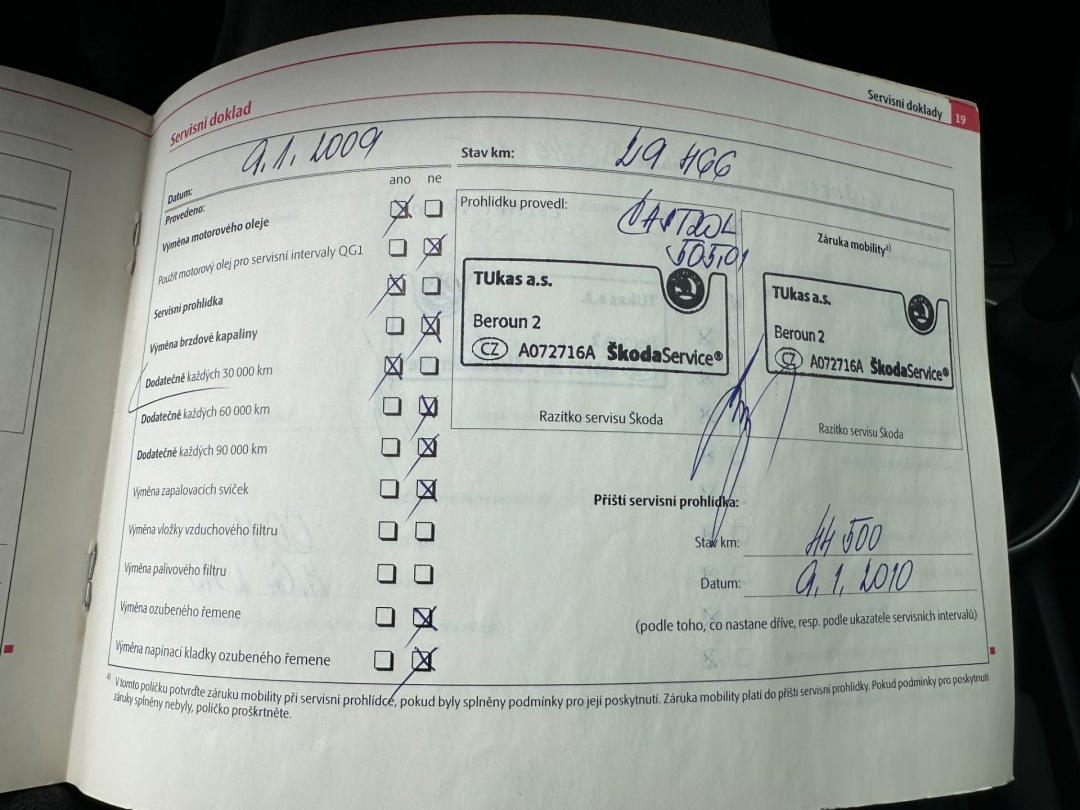 Servisní doklady 19
Servisní doklad
Datum: 9.1.2009
Stav km: 29 466
Provedeno:
ano ne
Výměna motorového oleje
Použit motorový olej pro servisní intervaly QG1
Servisní prohlídka
Výměna brzdové kapaliny
Dodatečně každých 30 000 km
Dodatečně každých 60 000 km
Dodatečně každých 90 000 km
Výměna zapalovacích svíček
Výměna vložky vzduchového filtru
Výměna palivového filtru
Výměna ozubeného řemene
Výměna napínací kladky ozubeného řemene
Prohlídku provedl:
CASTROL
505.01
TUkas a.s.
Beroun 2
CZ A072716A ŠkodaService®
Razítko servisu Škoda
Záruka mobility a)
TUkas a.s.
Beroun 2
CZ A072716A ŠkodaService®
Razítko servisu Škoda
Příští servisní prohlídka:
Stav km: 44 500
Datum: 9.1.2010
(podle toho, co nastane dříve, resp. podle ukazatele servisních intervalů)
a) V tomto políčku potvrďte záruku mobility při servisní prohlídce, pokud byly splněny podmínky pro její poskytnutí. Záruka mobility platí do příští servisní prohlídky. Pokud podmínky pro poskytnutí
záruky splněny nebyly, políčko proškrtněte.